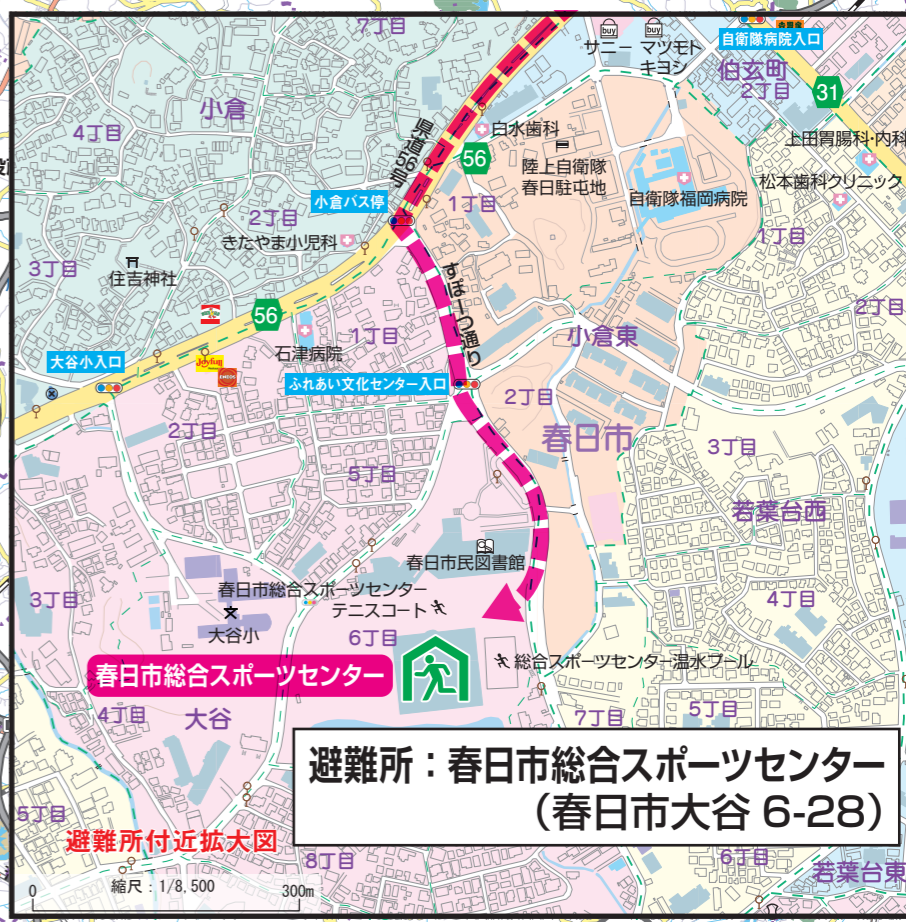 7丁目
buy
buy
サニー
マツモト
キヨシ
自衛隊病院入口
伯玄町
2丁目
31
小倉
4丁目
県道56号
白水歯科
56
陸上自衛隊
春日駐屯地
上田胃腸科・内科
自衛隊福岡病院
松本歯科クリニック
小倉バス停
1丁目
2丁目
きたやま小児科
1丁目
3丁目
住吉神社
すぽーつ通り
2丁目
56
1丁目
小倉東
石津病院
大谷小入口
Joyfull
ENEOS
ふれあい文化センター入口
2丁目
2丁目
春日市
3丁目
5丁目
若葉台西
春日市民図書館
春日市総合スポーツセンター
テニスコート
3丁目
4丁目
文
大谷小
6丁目
総合スポーツセンター温水プール
春日市総合スポーツセンター
4丁目
大谷
7丁目
5丁目
避難所：春日市総合スポーツセンター
（春日市大谷 6-28）
5丁目
避難所付近拡大図
8丁目
6丁目
若葉台東
縮尺：1/8,500
0
300m